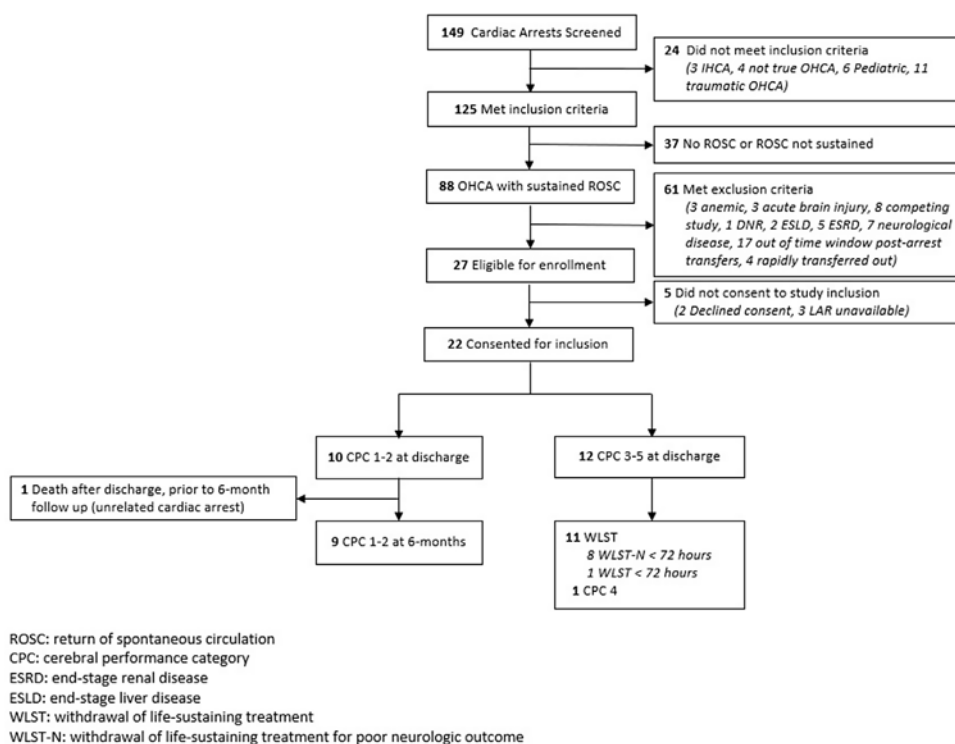 149 Cardiac Arrests Screened
24 Did not meet inclusion criteria
(3 IHCA, 4 not true OHCA, 6 Pediatric, 11
traumatic OHCA)
125 Met inclusion criteria
37 No ROSC or ROSC not sustained
88 OHCA with sustained ROSC
61 Met exclusion criteria
(3 anemic, 3 acute brain injury, 8 competing
study, 1 DNR, 2 ESLD, 5 ESRD, 7 neurological
disease, 17 out of time window post-arrest
transfers, 4 rapidly transferred out)
27 Eligible for enrollment
5 Did not consent to study inclusion
(2 Declined consent, 3 LAR unavailable)
22 Consented for inclusion
10 CPC 1-2 at discharge
12 CPC 3-5 at discharge
1 Death after discharge, prior to 6-month
follow up (unrelated cardiac arrest)
9 CPC 1-2 at 6-months
11 WLST
8 WLST-N < 72 hours
1 WLST < 72 hours
1 CPC 4
ROSC: return of spontaneous circulation
CPC: cerebral performance category
ESRD: end-stage renal disease
ESLD: end-stage liver disease
WLST: withdrawal of life-sustaining treatment
WLST-N: withdrawal of life-sustaining treatment for poor neurologic outcome